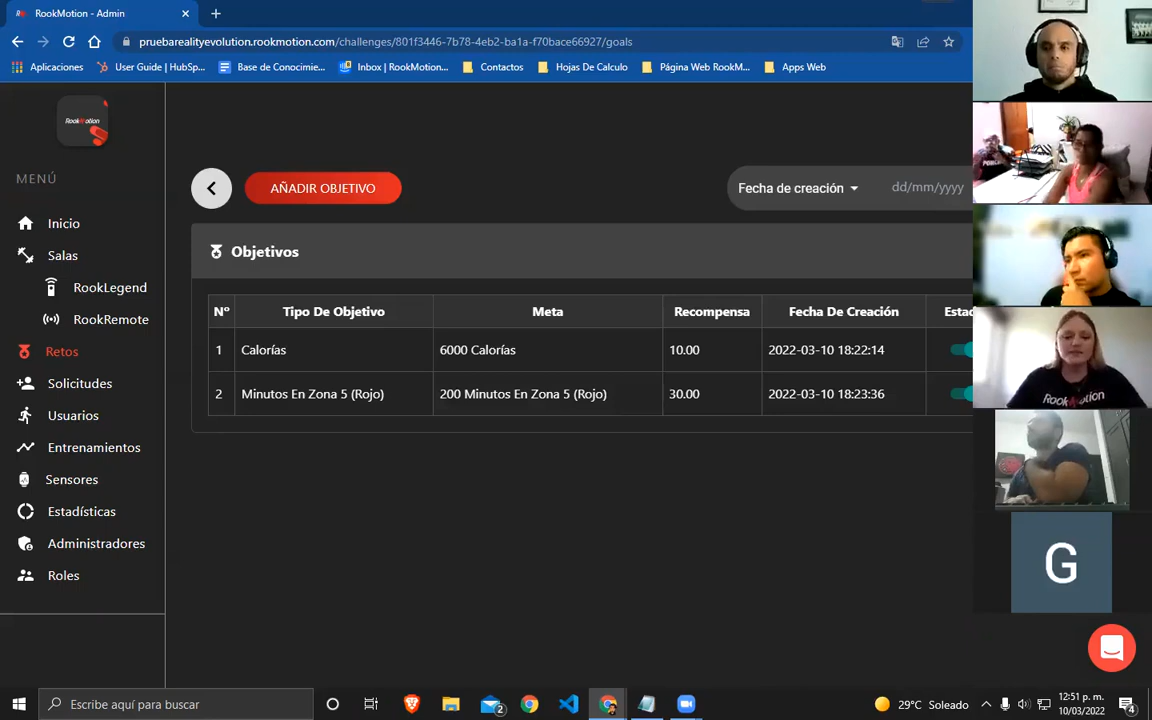 RookMotion - Admin
pruebarealityevolution.rookmotion.com/challenges/801f3446-7b78-4eb2-ba1a-f70bace66927/goals
Aplicaciones User Guide | HubSp... Base de Conocimie... Inbox | RookMotion... Contactos Hojas De Calculo Página Web RookM... Apps Web
RookMotion
MENÚ
Inicio
Salas
RookLegend
RookRemote
Retos
Solicitudes
Usuarios
Entrenamientos
Sensores
Estadísticas
Administradores
Roles
AÑADIR OBJETIVO Fecha de creación dd/mm/yyyy
Objetivos
Nº Tipo De Objetivo Meta Recompensa Fecha De Creación Estad
1 Calorías 6000 Calorías 10.00 2022-03-10 18:22:14
2 Minutos En Zona 5 (Rojo) 200 Minutos En Zona 5 (Rojo) 30.00 2022-03-10 18:23:36
RookMotion
G
Escribe aquí para buscar 2 29°C Soleado 12:51 p. m.
10/03/2022 4